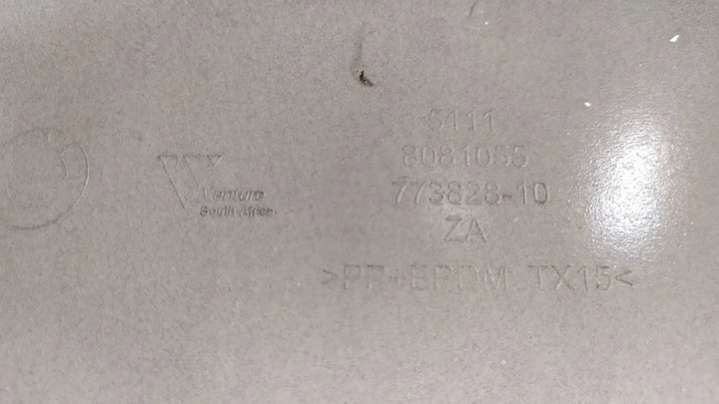 Venture
South Africa
5111
8081055
773828-10
ZA
>PP+EPDM TX15<